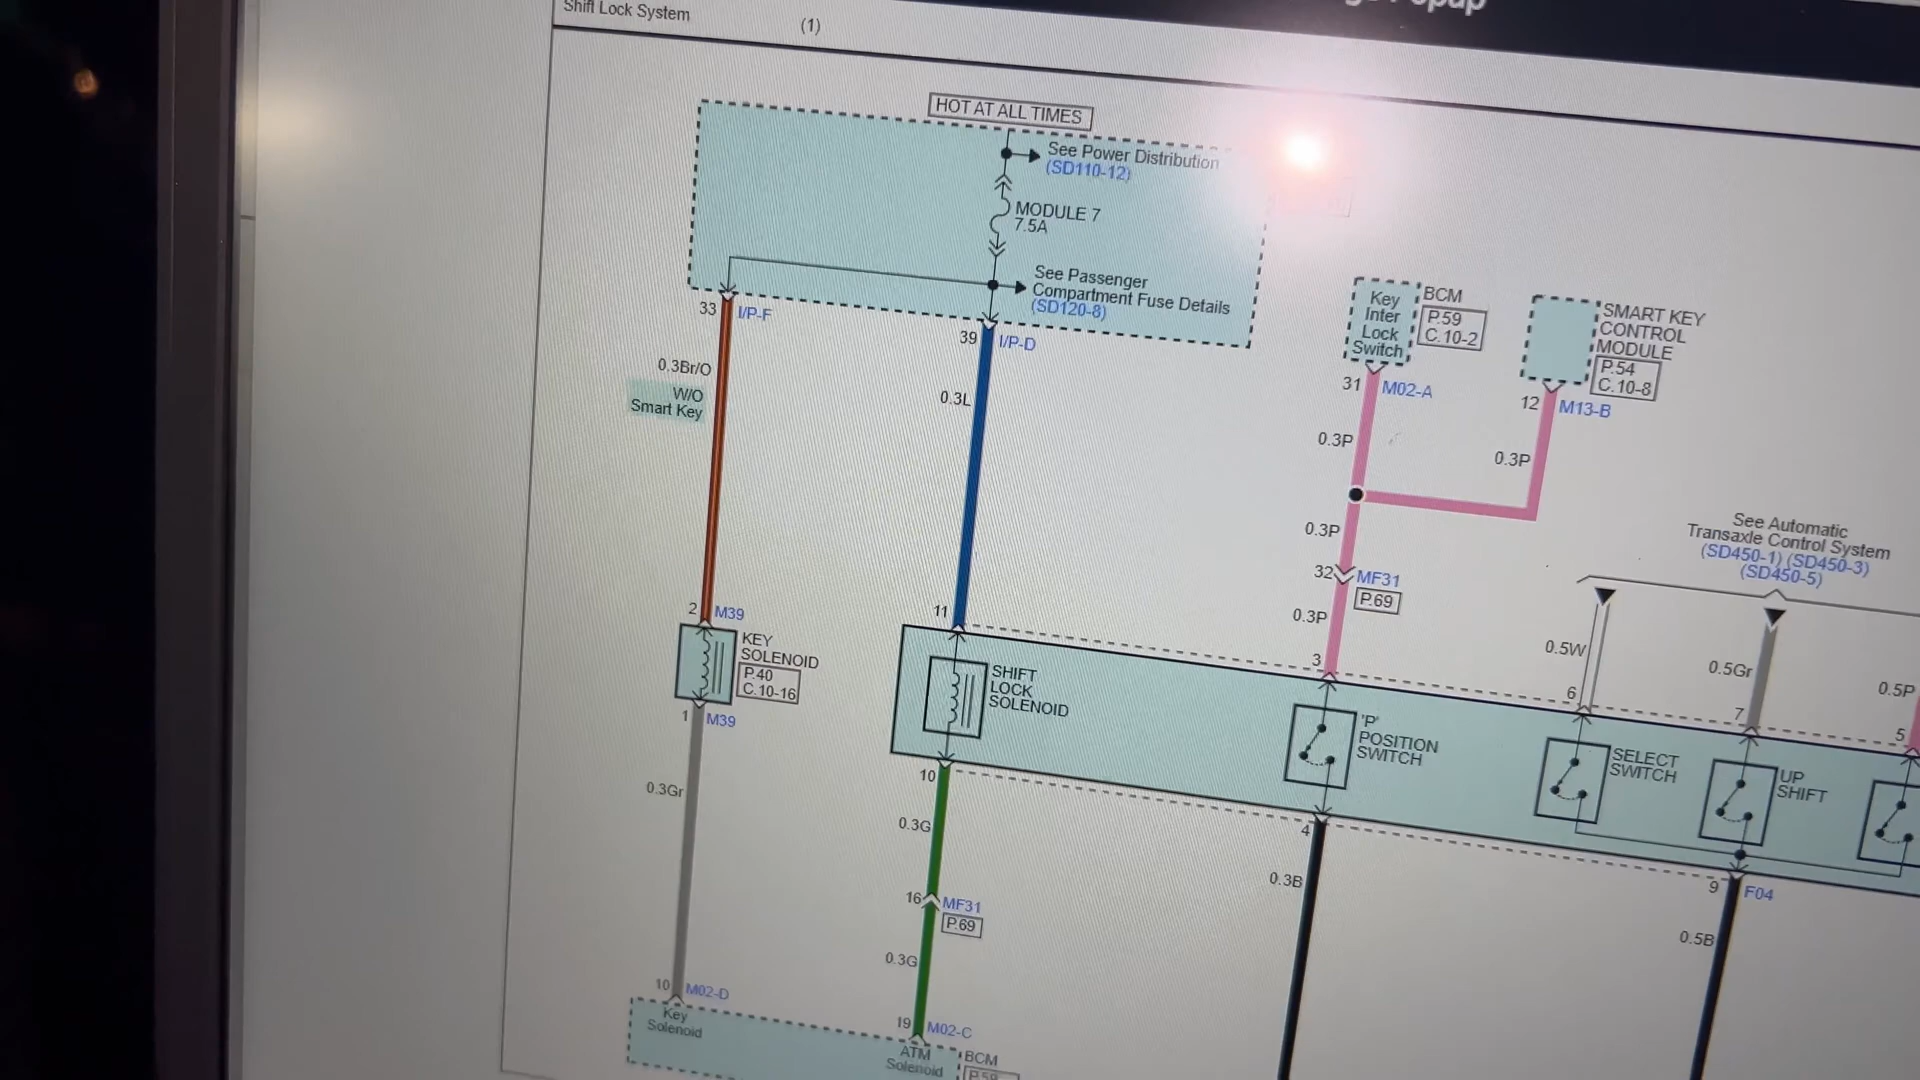 Shift Lock System
(1)
HOT AT ALL TIMES
See Power Distribution
(SD110-12)
MODULE 7
7.5A
See Passenger
Compartment Fuse Details
(SD120-8)
33
I/P-F
39
I/P-D
0.3Br/O
W/O
Smart Key
0.3L
Key
Inter
Lock
Switch
BCM
P.59
C.10-2
31
M02-A
SMART KEY
CONTROL
MODULE
P.54
C.10-8
12
M13-B
0.3P
0.3P
0.3P
32
MF31
P.69
0.3P
See Automatic
Transaxle Control System
(SD450-1) (SD450-3)
(SD450-5)
0.5W
0.5Gr
0.5P
2
M39
KEY
SOLENOID
P.40
C.10-16
1
M39
11
SHIFT
LOCK
SOLENOID
3
'P'
POSITION
SWITCH
6
SELECT
SWITCH
7
UP
SHIFT
5
0.3Gr
10
0.3G
16
MF31
P.69
0.3G
4
0.3B
9
F04
0.5B
10
M02-D
Key
Solenoid
19
M02-C
ATM
Solenoid
BCM